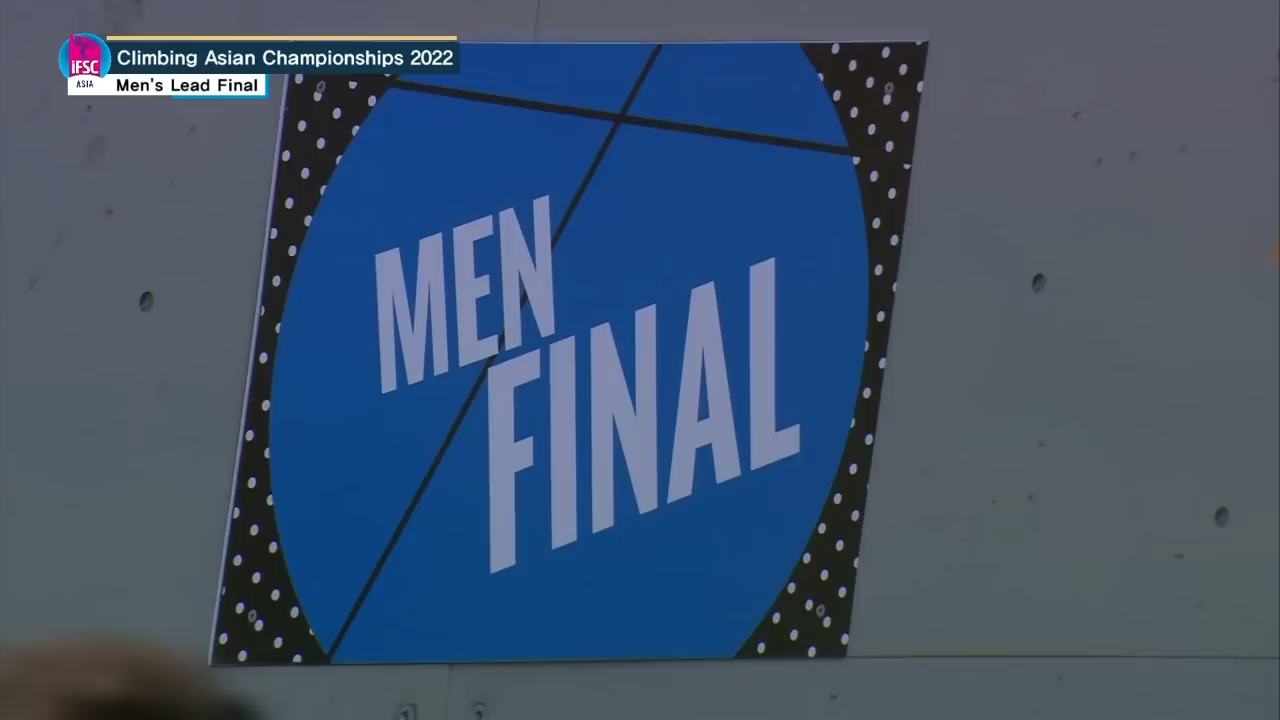 Climbing Asian Championships 2022
iFSC
ASIA
Men's Lead Final
MEN
FINAL